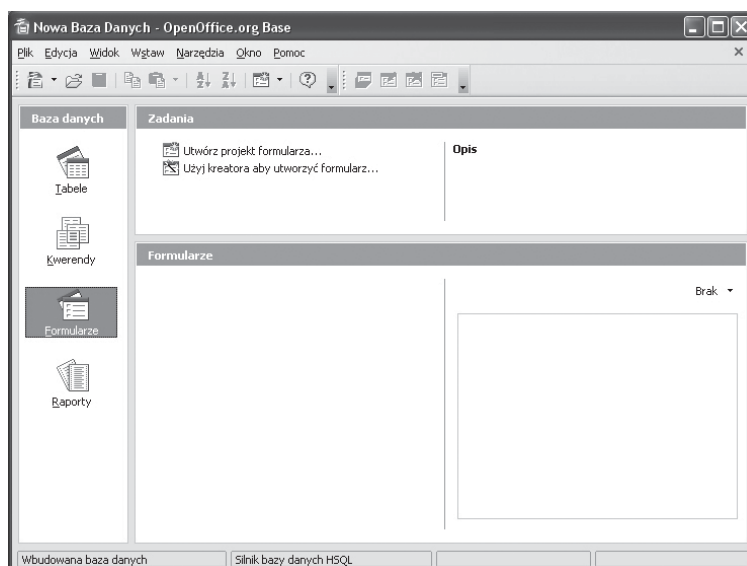 Nowa Baza Danych - OpenOffice.org Base
Plik Edycja Widok Wstaw Narzędzia Okno Pomoc
Baza danych
Zadania
Utwórz projekt formularza...
Użyj kreatora aby utworzyć formularz...
Opis
Tabele
Kwerendy
Formularze
Raporty
Formularze
Brak
Wbudowana baza danych
Silnik bazy danych HSQL